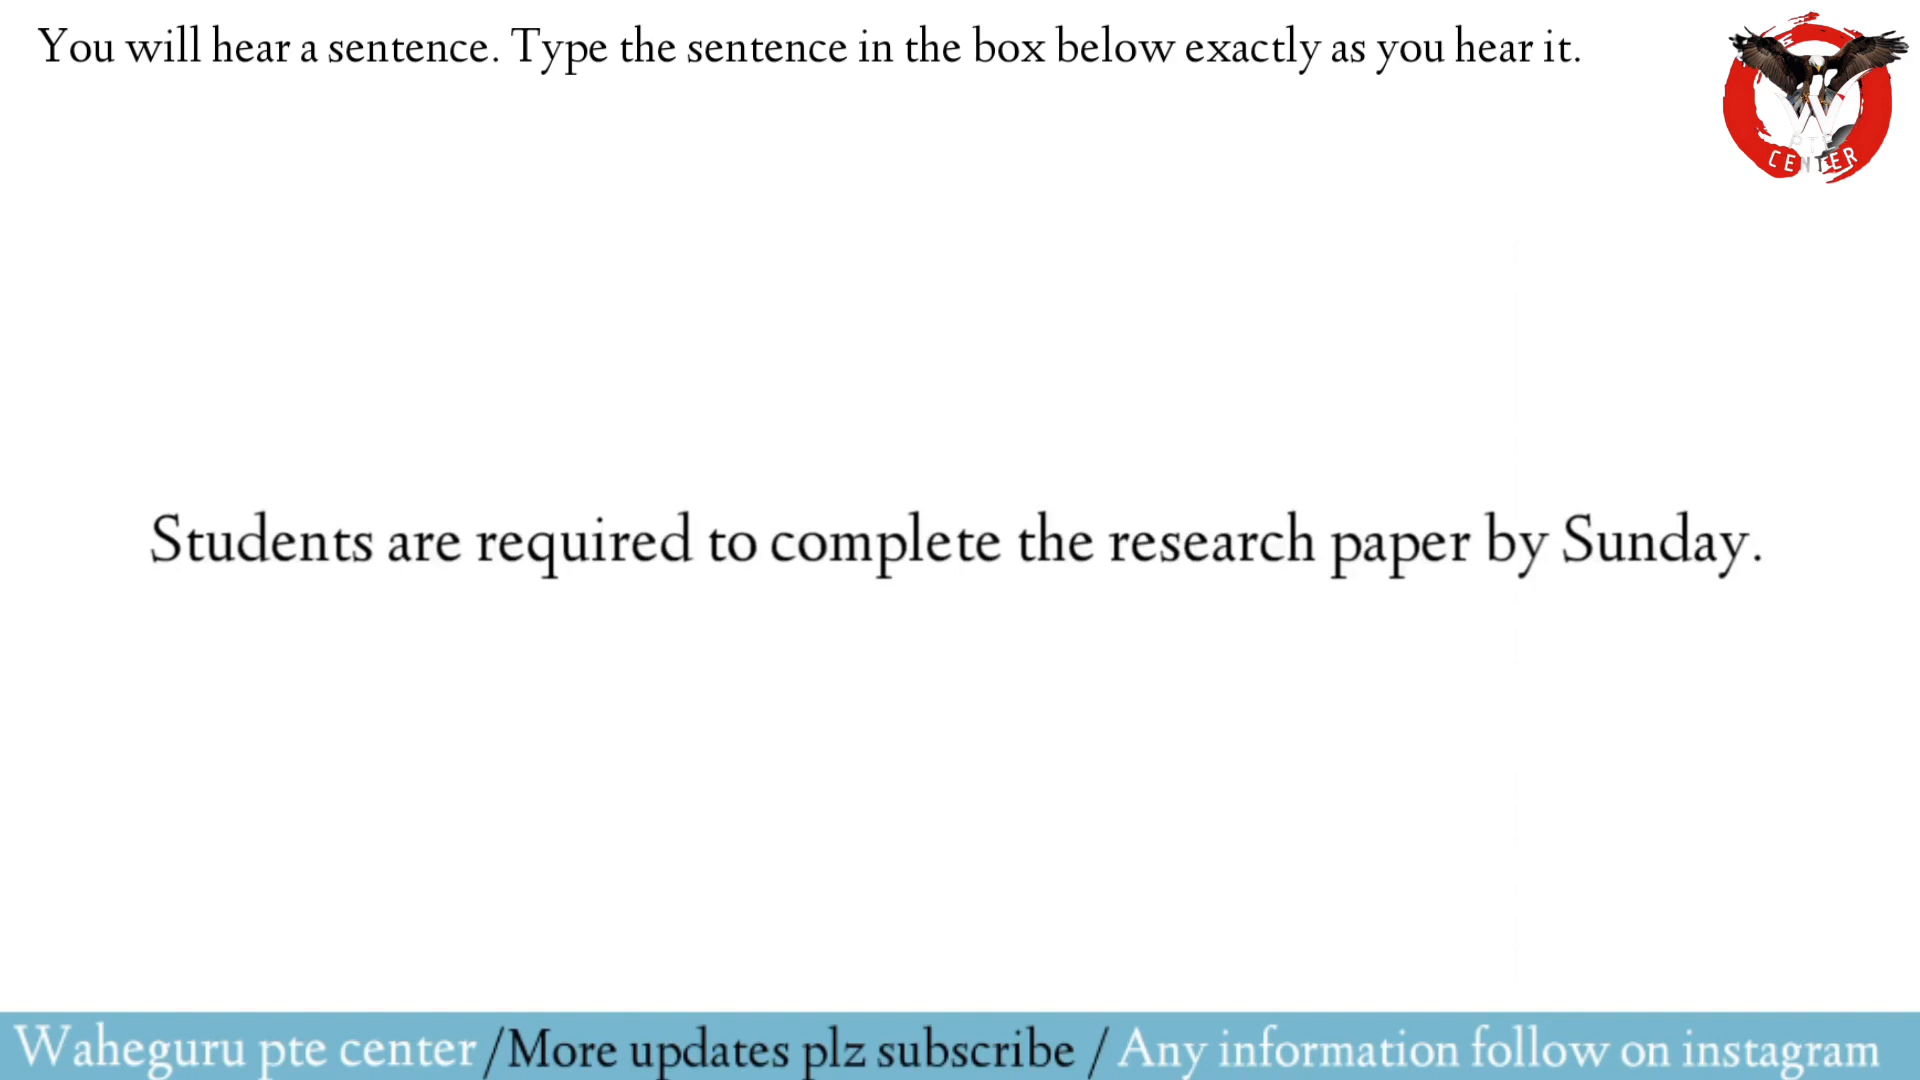 You will hear a sentence. Type the sentence in the box below exactly as you hear it.
W
PTE
CENTER
Students are required to complete the research paper by Sunday.
Waheguru pte center /More updates plz subscribe / Any information follow on instagram